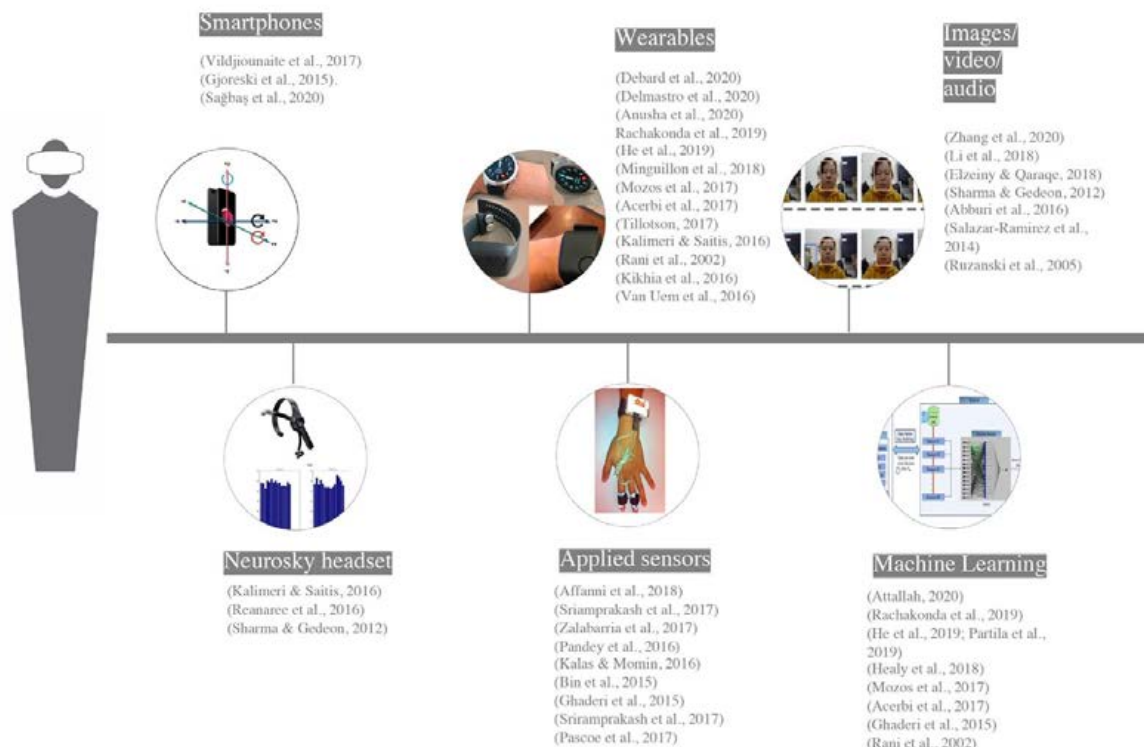 Smartphones
(Vildjiounaite et al., 2017)
(Gjoreski et al., 2015).
(Sağbaş et al., 2020)
Wearables
(Debard et al., 2020)
(Delmastro et al., 2020)
(Anusha et al., 2020)
Rachakonda et al., 2019)
(He et al., 2019)
(Minguillon et al., 2018)
(Mozos et al., 2017)
(Acerbi et al., 2017)
(Tillotson, 2017)
(Kalimeri & Saitis, 2016)
(Rani et al., 2002)
(Kikhia et al., 2016)
(Van Uem et al., 2016)
Images/
video/
audio
(Zhang et al., 2020)
(Li et al., 2018)
(Elzeiny & Qaraqe, 2018)
(Sharma & Gedeon, 2012)
(Abburi et al., 2016)
(Salazar-Ramirez et al.,
2014)
(Ruzanski et al., 2005)
Neurosky headset
(Kalimeri & Saitis, 2016)
(Reanaree et al., 2016)
(Sharma & Gedeon, 2012)
Applied sensors
(Affanni et al., 2018)
(Sriamprakash et al., 2017)
(Zalabarria et al., 2017)
(Pandey et al., 2016)
(Kalas & Momin, 2016)
(Bin et al., 2015)
(Ghaderi et al., 2015)
(Sriramprakash et al., 2017)
(Pascoe et al., 2017)
Machine Learning
(Attallah, 2020)
(Rachakonda et al., 2019)
(He et al., 2019; Partila et al.,
2019)
(Healy et al., 2018)
(Mozos et al., 2017)
(Acerbi et al., 2017)
(Ghaderi et al., 2015)
(Rani et al., 2002)